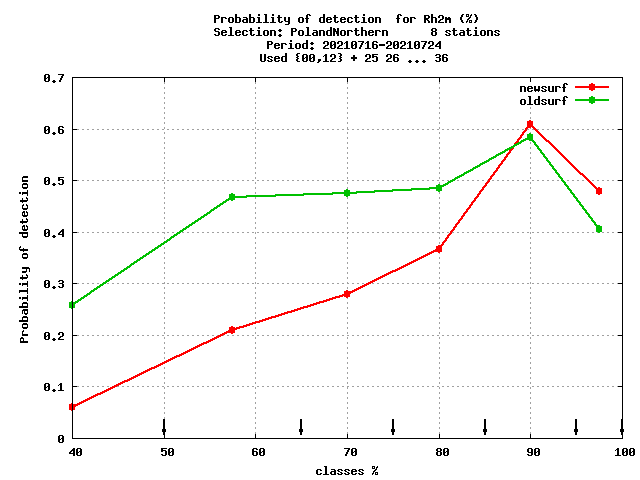 Probability of detection  for Rh2m (%)
Selection: PolandNorthern      8 stations
Period: 20210716-20210724
Used {00,12} + 25 26 ... 36
newsurf
oldsurf
0.7
0.6
0.5
0.4
0.3
0.2
0.1
0
Probability of detection
40 50 60 70 80 90 100
classes %